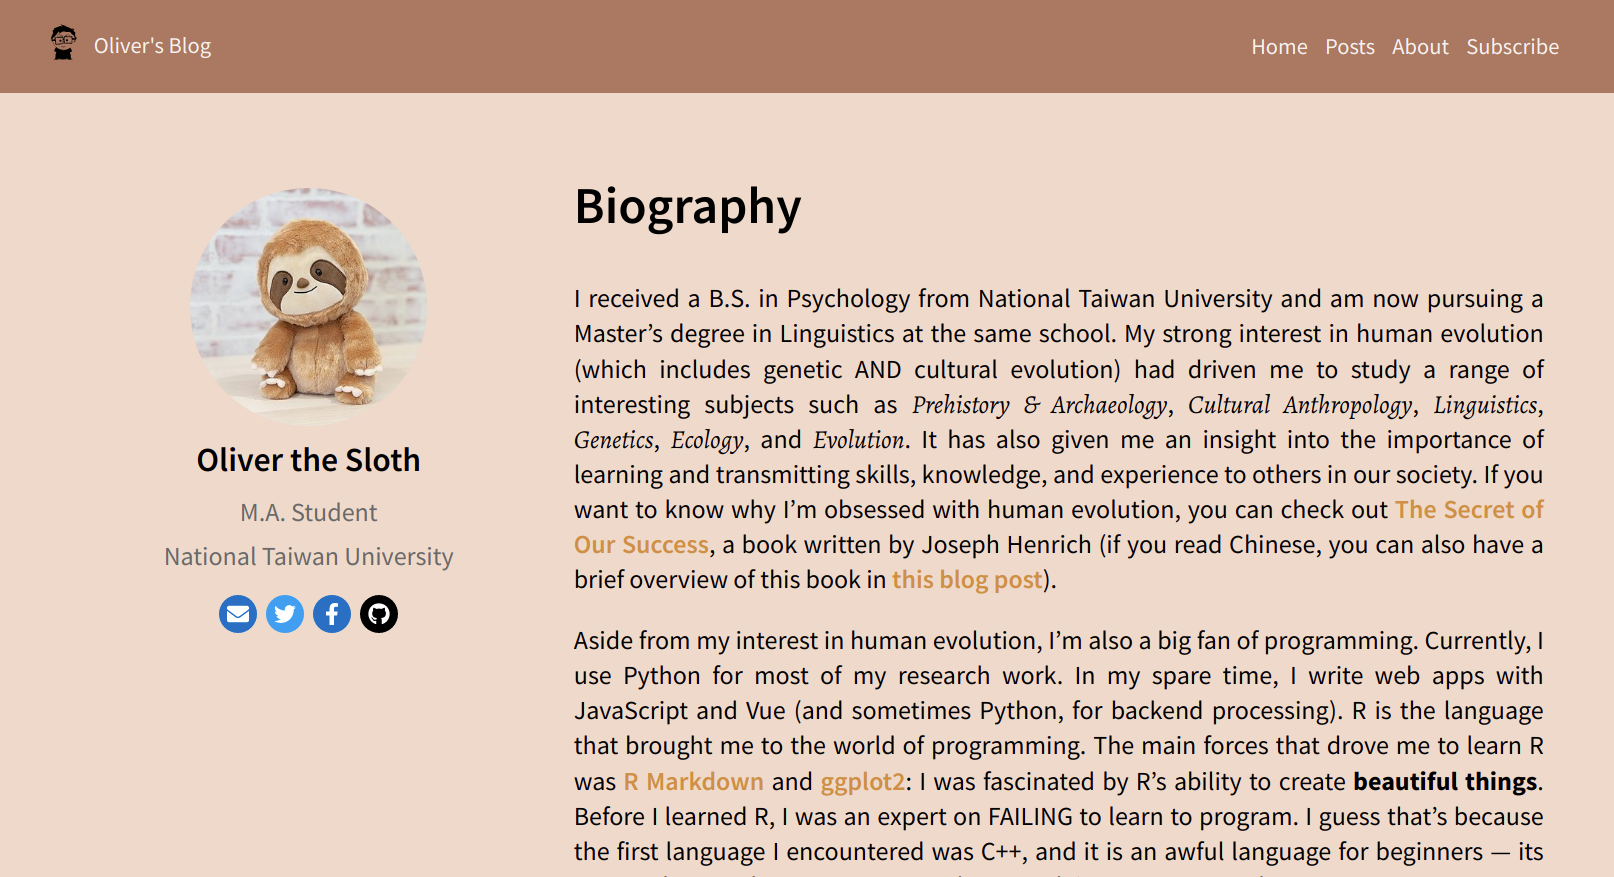 Oliver's Blog
Home Posts About Subscribe
Oliver the Sloth
M.A. Student
National Taiwan University
Biography
I received a B.S. in Psychology from National Taiwan University and am now pursuing a
Master’s degree in Linguistics at the same school. My strong interest in human evolution
(which includes genetic AND cultural evolution) had driven me to study a range of
interesting subjects such as Prehistory & Archaeology, Cultural Anthropology, Linguistics,
Genetics, Ecology, and Evolution. It has also given me an insight into the importance of
learning and transmitting skills, knowledge, and experience to others in our society. If you
want to know why I’m obsessed with human evolution, you can check out The Secret of
Our Success, a book written by Joseph Henrich (if you read Chinese, you can also have a
brief overview of this book in this blog post).
Aside from my interest in human evolution, I’m also a big fan of programming. Currently, I
use Python for most of my research work. In my spare time, I write web apps with
JavaScript and Vue (and sometimes Python, for backend processing). R is the language
that brought me to the world of programming. The main forces that drove me to learn R
was R Markdown and ggplot2: I was fascinated by R’s ability to create beautiful things.
Before I learned R, I was an expert on FAILING to learn to program. I guess that’s because
the first language I encountered was C++, and it is an awful language for beginners — its